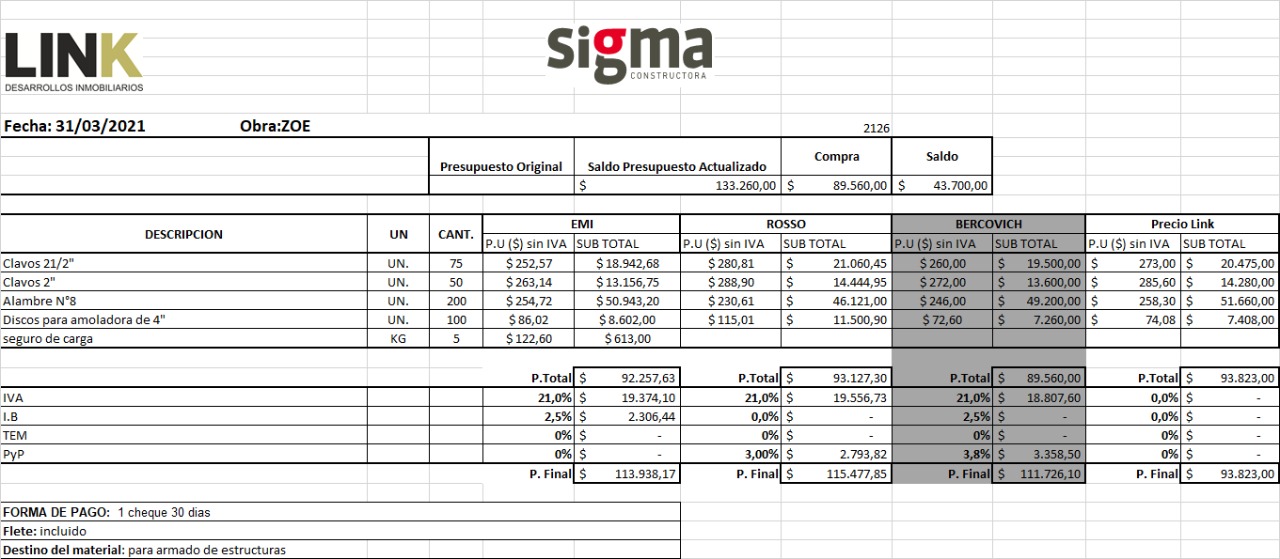 LINK
DESARROLLOS INMOBILIARIOS
sigma
CONSTRUCTORA
Fecha: 31/03/2021 Obra:ZOE 2126
Presupuesto Original Saldo Presupuesto Actualizado Compra Saldo
$ 133.260,00 $ 89.560,00 $ 43.700,00
DESCRIPCION UN CANT. EMI ROSSO BERCOVICH Precio Link
P.U ($) sin IVA SUB TOTAL P.U ($) sin IVA SUB TOTAL P.U ($) sin IVA SUB TOTAL P.U ($) sin IVA SUB TOTAL
Clavos 21/2" UN. 75 $ 252,57 $ 18.942,68 $ 280,81 $ 21.060,45 $ 260,00 $ 19.500,00 $ 273,00 $ 20.475,00
Clavos 2" UN. 50 $ 263,14 $ 13.156,75 $ 288,90 $ 14.444,95 $ 272,00 $ 13.600,00 $ 285,60 $ 14.280,00
Alambre N°8 UN. 200 $ 254,72 $ 50.943,20 $ 230,61 $ 46.121,00 $ 246,00 $ 49.200,00 $ 258,30 $ 51.660,00
Discos para amoladora de 4" UN. 100 $ 86,02 $ 8.602,00 $ 115,01 $ 11.500,90 $ 72,60 $ 7.260,00 $ 74,08 $ 7.408,00
seguro de carga KG 5 $ 122,60 $ 613,00
P.Total $ 92.257,63 P.Total $ 93.127,30 P.Total $ 89.560,00 P.Total $ 93.823,00
IVA 21,0% $ 19.374,10 21,0% $ 19.556,73 21,0% $ 18.807,60 0,0% $ -
I.B 2,5% $ 2.306,44 0,0% $ - 2,5% $ - 0,0% $ -
TEM 0% $ - 0% $ - 0% $ - 0% $ -
PyP 0% $ - 3,00% $ 2.793,82 3,8% $ 3.358,50 0% $ -
P. Final $ 113.938,17 P. Final $ 115.477,85 P. Final $ 111.726,10 P. Final $ 93.823,00
FORMA DE PAGO: 1 cheque 30 dias
Flete: incluido
Destino del material: para armado de estructuras